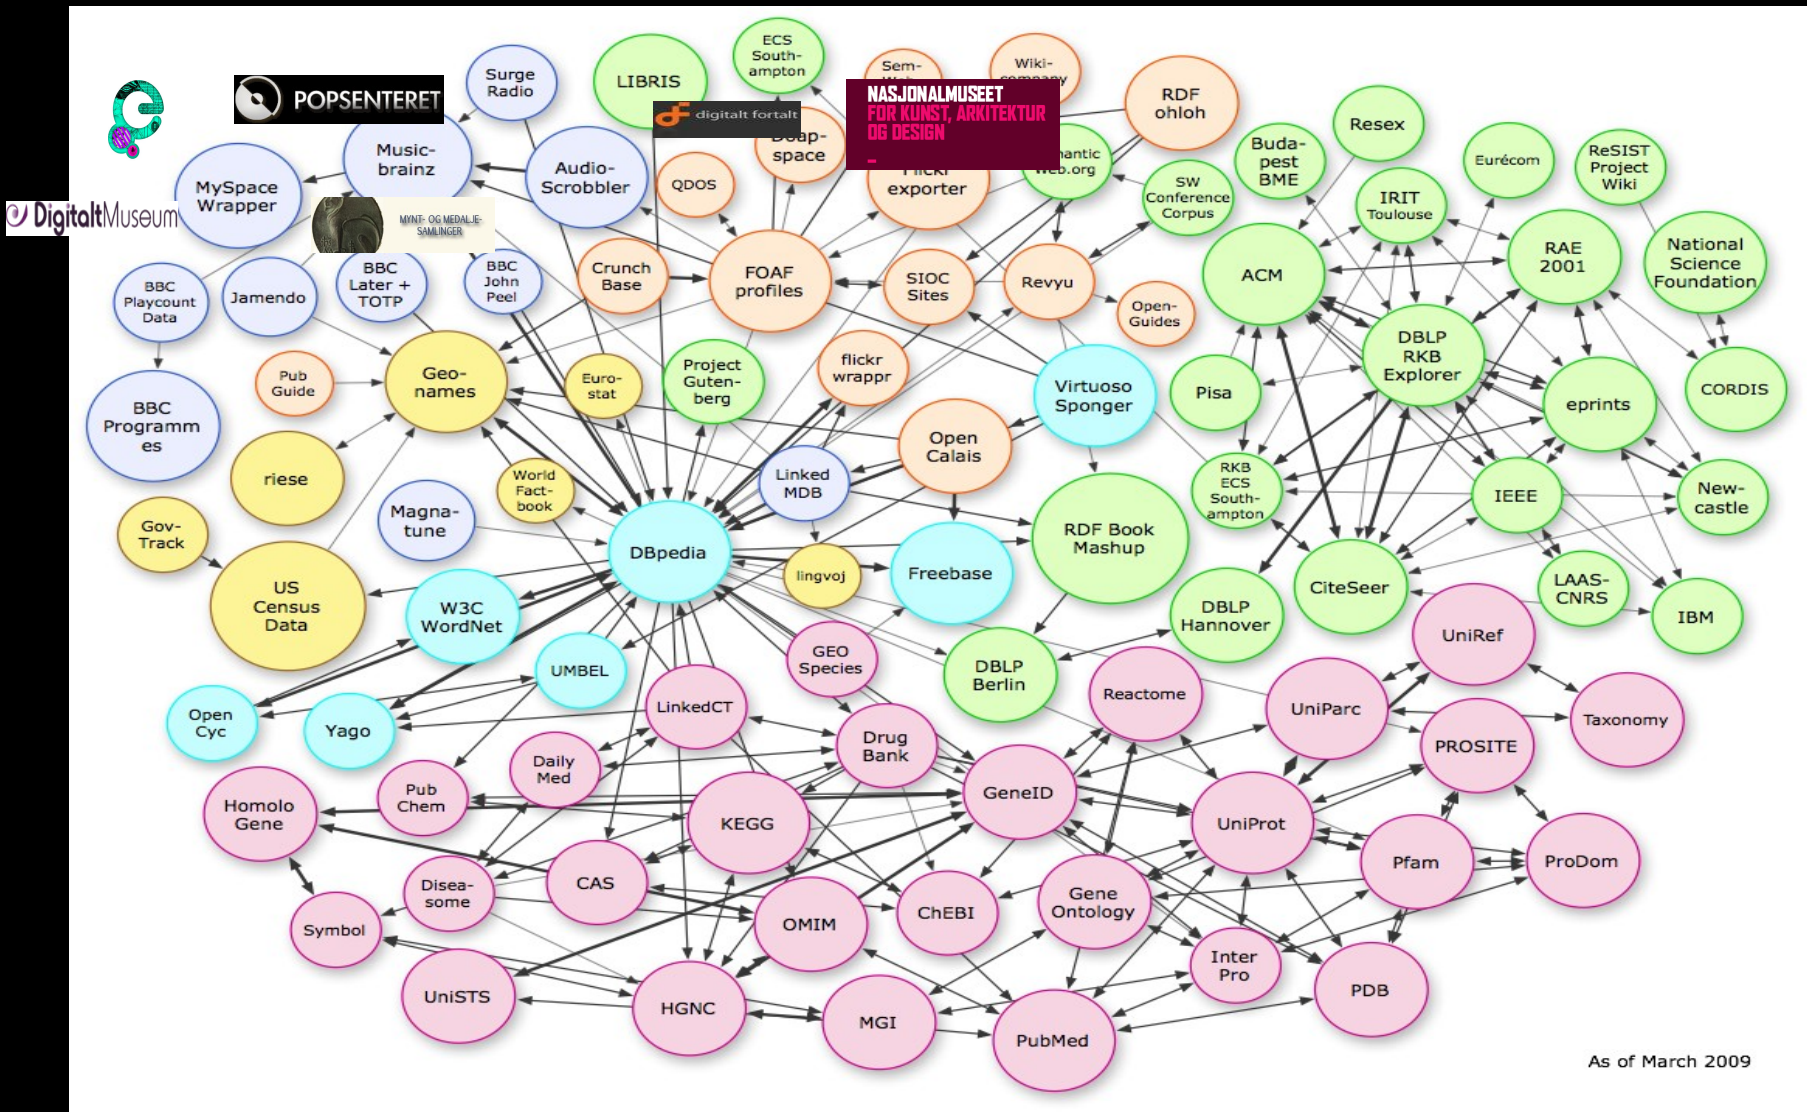 ECS
South-
ampton
Surge
Radio
LIBRIS
Sem-
Wiki-
RDF
ohloh
POPSENTERET
digitalt fortalt
NASJONALMUSEET
FOR KUNST, ARKITEKTUR
OG DESIGN
Resex
Music-
brainz
Audio-
Scrobbler
QDOS
space
exporter
Web.org
SW
Conference
Corpus
Buda-
pest
BME
Eurécom
ReSIST
Project
Wiki
MySpace
Wrapper
IRIT
Toulouse
DigitaltMuseum
MYNT- OG MEDALJE-
SAMLINGER
RAE
2001
National
Science
Foundation
BBC
Playcount
Data
Jamendo
BBC
Later +
TOTP
BBC
John
Peel
Crunch
Base
FOAF
profiles
SIOC
Sites
Revyu
Open-
Guides
ACM
DBLP
RKB
Explorer
Pub
Guide
Geo-
names
Euro-
stat
Project
Guten-
berg
flickr
wrappr
Virtuoso
Sponger
Pisa
eprints
CORDIS
BBC
Programm
es
riese
World
Fact-
book
Linked
MDB
Open
Calais
RKB
ECS
South-
ampton
IEEE
New-
castle
Gov-
Track
Magna-
tune
DBpedia
lingvoj
Freebase
RDF Book
Mashup
US
Census
Data
W3C
WordNet
CiteSeer
LAAS-
CNRS
IBM
DBLP
Hannover
UniRef
UMBEL
GEO
Species
DBLP
Berlin
Reactome
UniParc
Taxonomy
Open
Cyc
Yago
LinkedCT
Drug
Bank
PROSITE
Daily
Med
Pub
Chem
Homolo
Gene
KEGG
GeneID
UniProt
Pfam
ProDom
Disea-
some
CAS
OMIM
ChEBI
Gene
Ontology
Symbol
Inter
Pro
PDB
UniSTS
HGNC
MGI
PubMed
As of March 2009